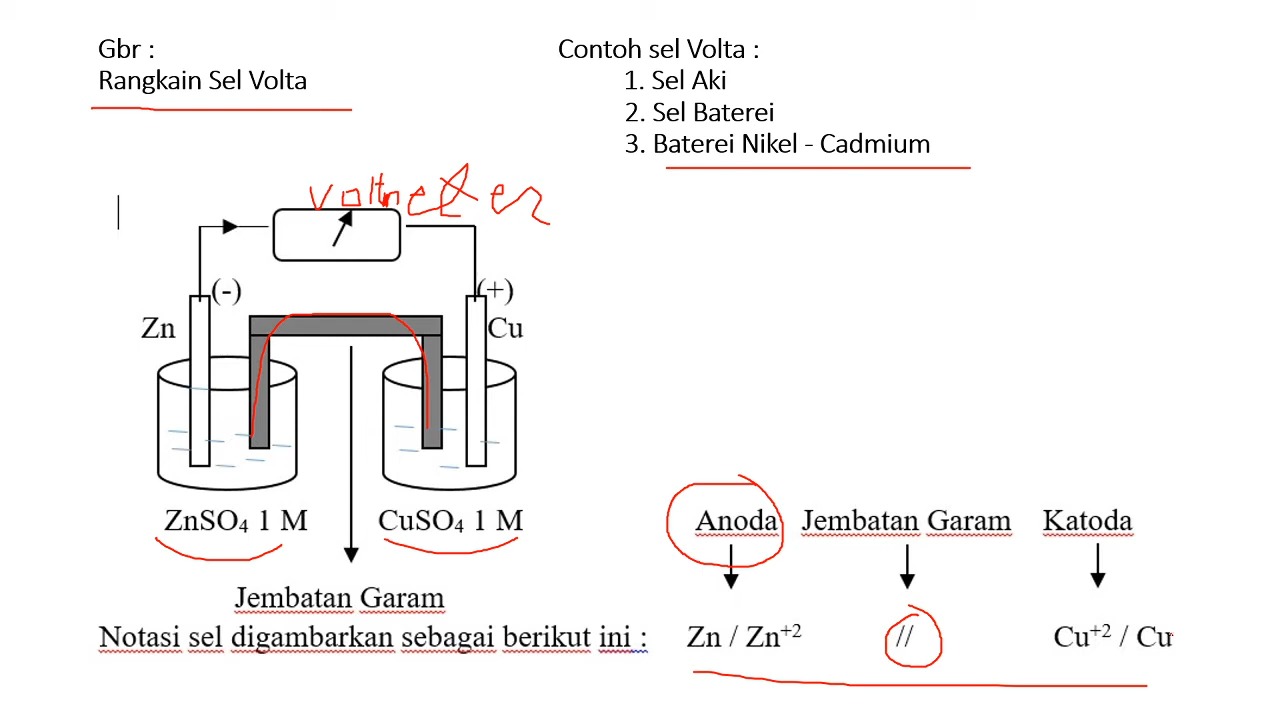 Gbr :
Rangkain Sel Volta
Contoh sel Volta :
1. Sel Aki
2. Sel Baterei
3. Baterei Nikel - Cadmium
voltmeter
(-)
(+)
Zn
Cu
ZnSO₄ 1 M
CuSO₄ 1 M
Jembatan Garam
Anoda Jembatan Garam Katoda
Notasi sel digambarkan sebagai berikut ini : Zn / Zn⁺² // Cu⁺² / Cu